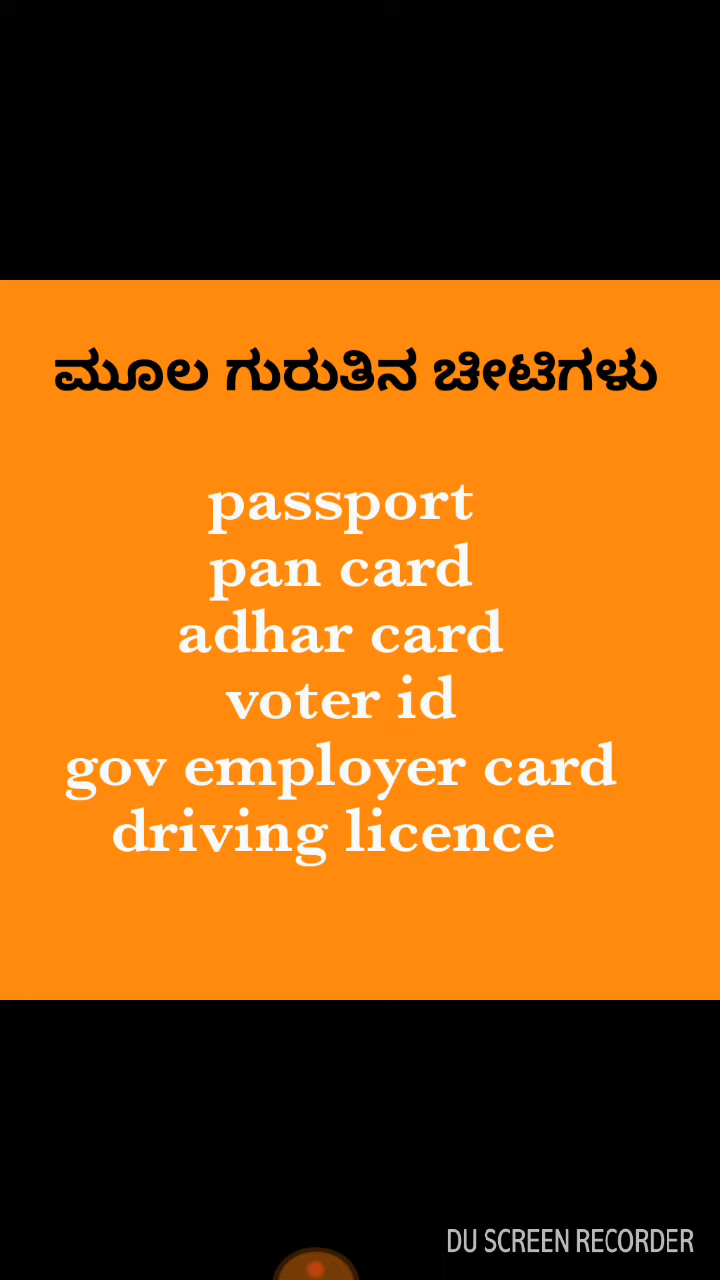 ಮೂಲ ಗುರುತಿನ ಚೀಟಿಗಳು
passport
pan card
adhar card
voter id
gov employer card
driving licence
DU SCREEN RECORDER